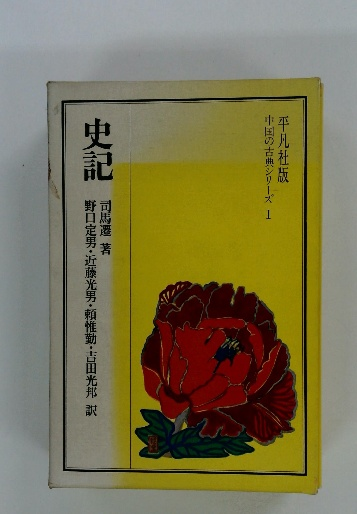 平凡社版
中国の古典シリーズ 1
史記
司馬遷 著
野口定男・近藤光男・頼惟勤・吉田光邦 訳